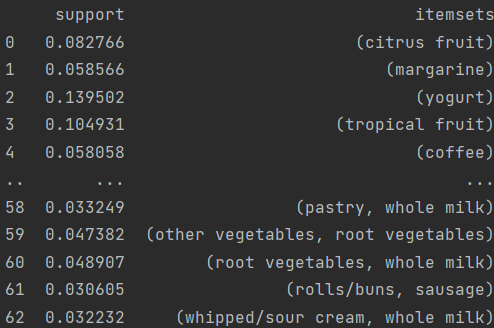 support itemsets
0 0.082766 (citrus fruit)
1 0.058566 (margarine)
2 0.139502 (yogurt)
3 0.104931 (tropical fruit)
4 0.058058 (coffee)
.. ... ...
58 0.033249 (pastry, whole milk)
59 0.047382 (other vegetables, root vegetables)
60 0.048907 (root vegetables, whole milk)
61 0.030605 (rolls/buns, sausage)
62 0.032232 (whipped/sour cream, whole milk)